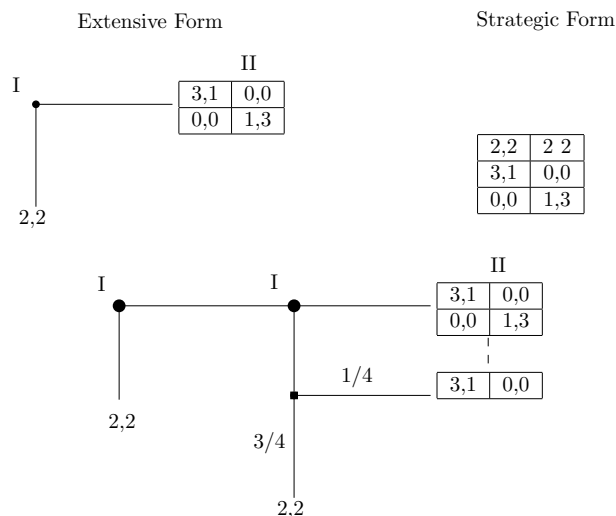 Extensive Form Strategic Form
I
II
3,1 0,0
0,0 1,3
2,2
2,2 2 2
3,1 0,0
0,0 1,3
I I
II
3,1 0,0
0,0 1,3
1/4
3,1 0,0
2,2
3/4
2,2